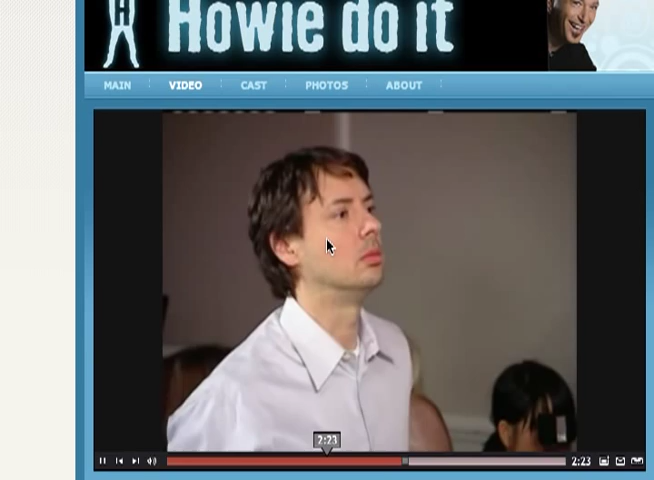 H
Howie do it
MAIN VIDEO CAST PHOTOS ABOUT
2:23
2:23